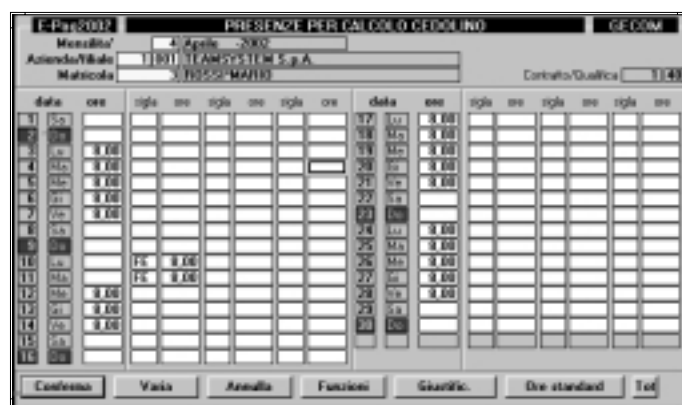 E-Pag2002 PRESENZE PER CALCOLO CEDOLINO GECOM
Mensilita' 4 Aprile -2002
Azienda/filiale 1 001 TEAMSYSTEM S.p.A.
Matricola 3 ROSSI*MARIO Contratto/Qualifica 1 40
data ore sigla ore sigla ore sigla ore data ore sigla ore sigla ore sigla ore
1 Sa 17 Lu 8,00
2 Do 18 Ma 8,00
3 Lu 8,00 19 Me 8,00
4 Ma 8,00 20 Gi 8,00
5 Me 8,00 21 Ve 8,00
6 Gi 8,00 22 Sa
7 Ve 8,00 23 Do
8 Sa 24 Lu 8,00
9 Do 25 Ma 8,00
10 Lu FE 8,00 26 Me 8,00
11 Ma FE 8,00 27 Gi 8,00
12 Me 8,00 28 Ve 8,00
13 Gi 8,00 29 Sa
14 Ve 8,00 30 Do
15 Sa
16 Do
Conferma Varia Annulla Funzioni Giustific. Ore standard Tot